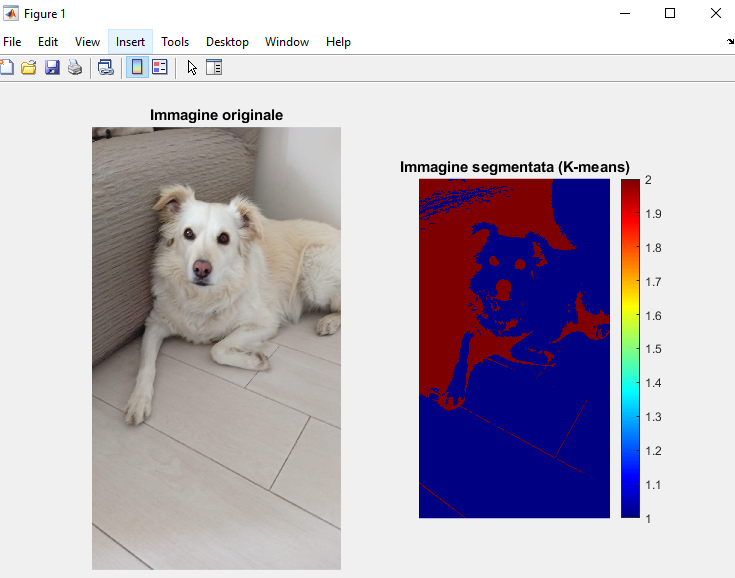 Figure 1
File Edit View Insert Tools Desktop Window Help
Immagine originale
Immagine segmentata (K-means)
2
1.9
1.8
1.7
1.6
1.5
1.4
1.3
1.2
1.1
1